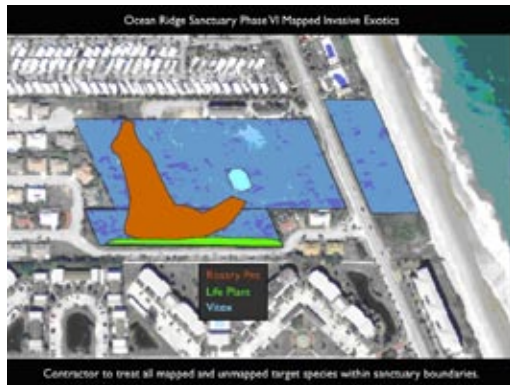 Ocean Ridge Sanctuary Phase VI Mapped Invasive Exotics
Rosary Pea
Life Plant
Vitex
Contractor to treat all mapped and unmapped target species within sanctuary boundaries.